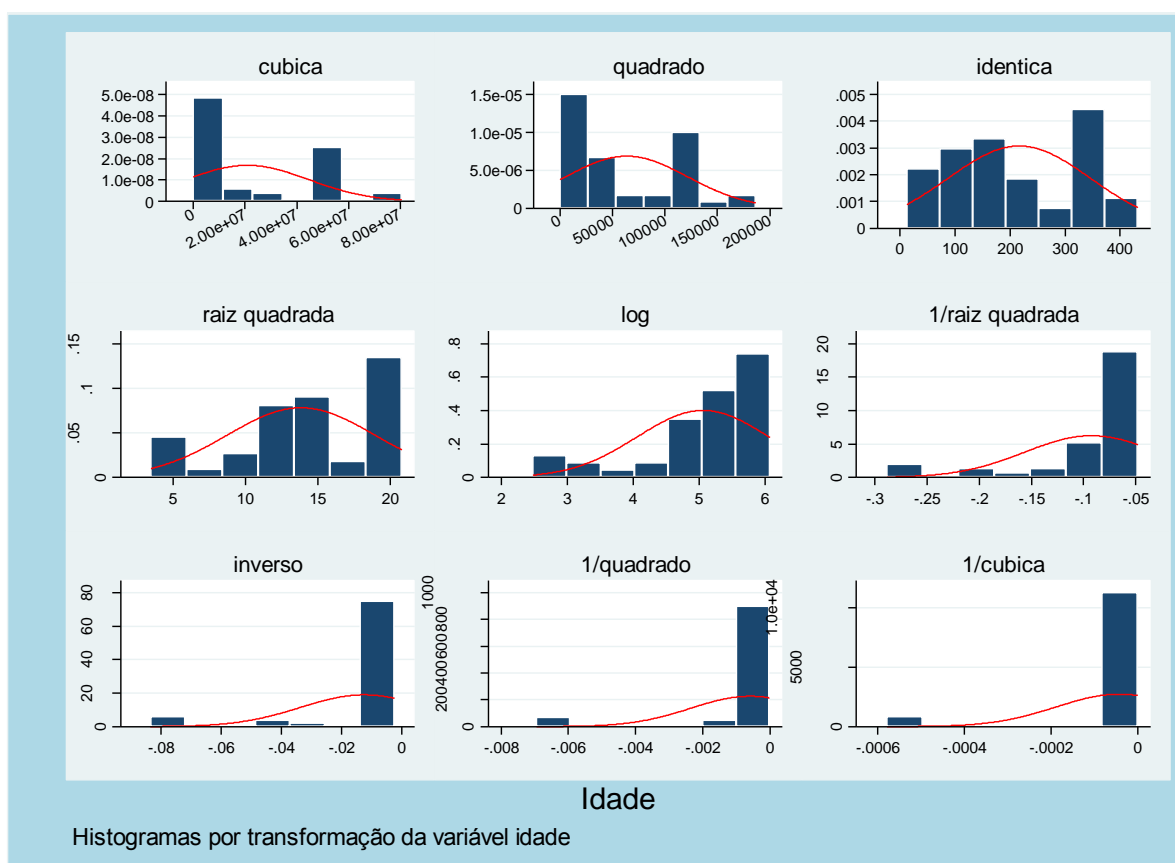 cubica quadrado identica
5.0e-08
4.0e-08
3.0e-08
2.0e-08
1.0e-08
0
0 2.00e+07 4.00e+07 6.00e+07 8.00e+07
1.5e-05
1.0e-05
5.0e-06
0
0 50000 100000 150000 200000
.005
.004
.003
.002
.001
0
0 100 200 300 400
raiz quadrada log 1/raiz quadrada
.15
.1
.05
0
5 10 15 20
.8
.6
.4
.2
0
2 3 4 5 6
20
15
10
5
0
-.3 -.25 -.2 -.15 -.1 -.05
inverso 1/quadrado 1/cubica
80
60
40
20
0
-.08 -.06 -.04 -.02 0
1000
800
600
400
200
0
-.008 -.006 -.004 -.002 0
1.0e+04
5000
0
-.0006 -.0004 -.0002 0
Idade
Histogramas por transformação da variável idade